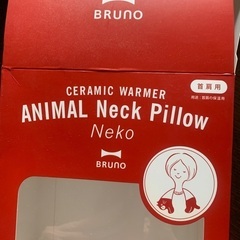 BRUNO
首肩用
CERAMIC WARMER
ANIMAL Neck Pillow
Neko
BRUNO